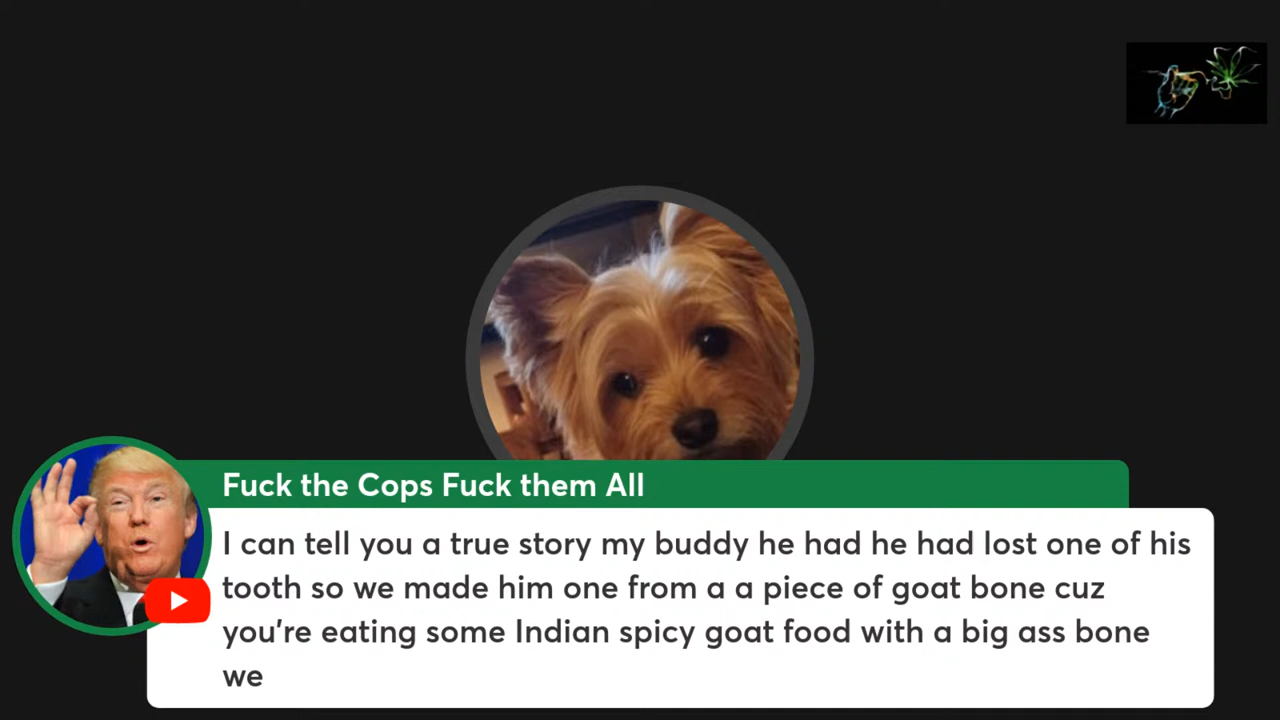 Fuck the Cops Fuck them All
I can tell you a true story my buddy he had he had lost one of his
tooth so we made him one from a a piece of goat bone cuz
you're eating some Indian spicy goat food with a big ass bone
we